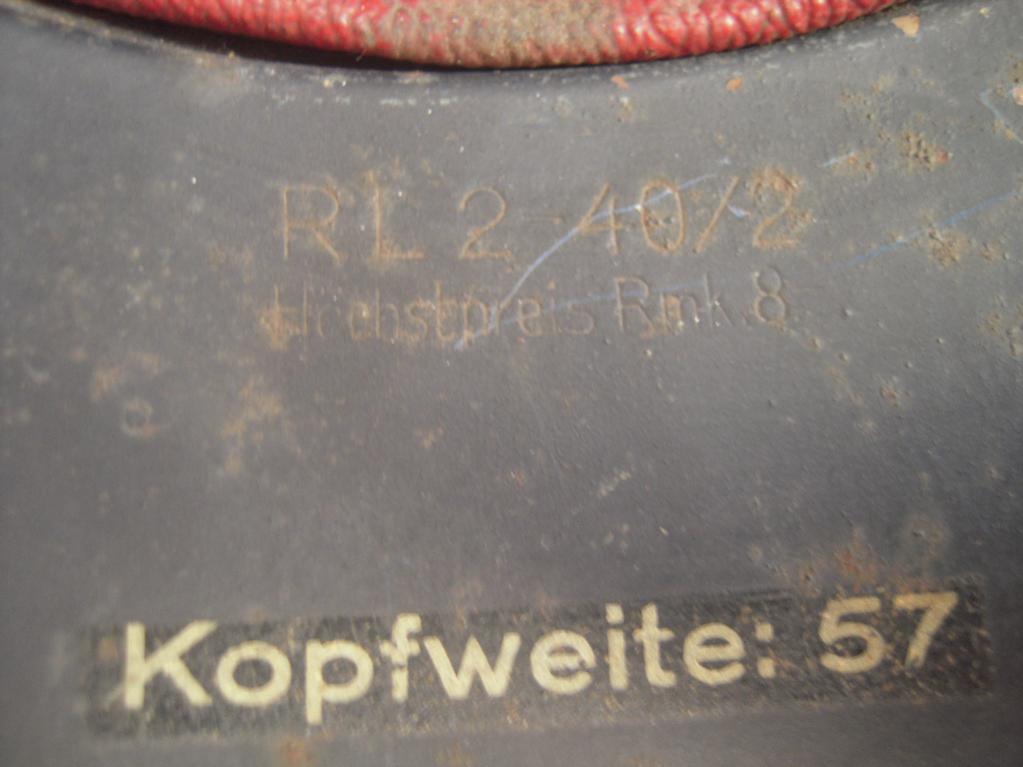 RL 2-40/2
Höchstpreis Rmk. 8
Kopfweite: 57